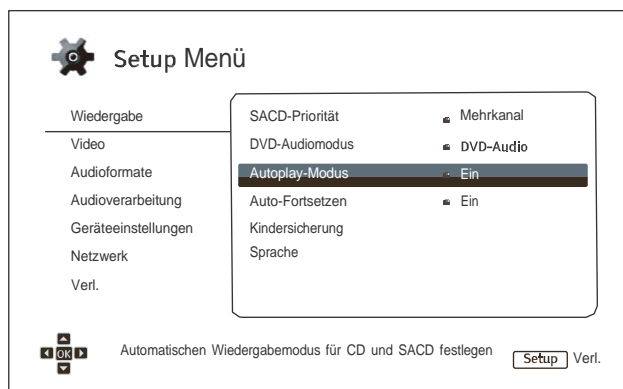 Setup Menü
Wiedergabe
Video
Audioformate
Audioverarbeitung
Geräteeinstellungen
Netzwerk
Verl.
SACD-Priorität Mehrkanal
DVD-Audiomodus DVD-Audio
Autoplay-Modus Ein
Auto-Fortsetzen Ein
Kindersicherung
Sprache
OK Automatischen Wiedergabemodus für CD und SACD festlegen Setup Verl.